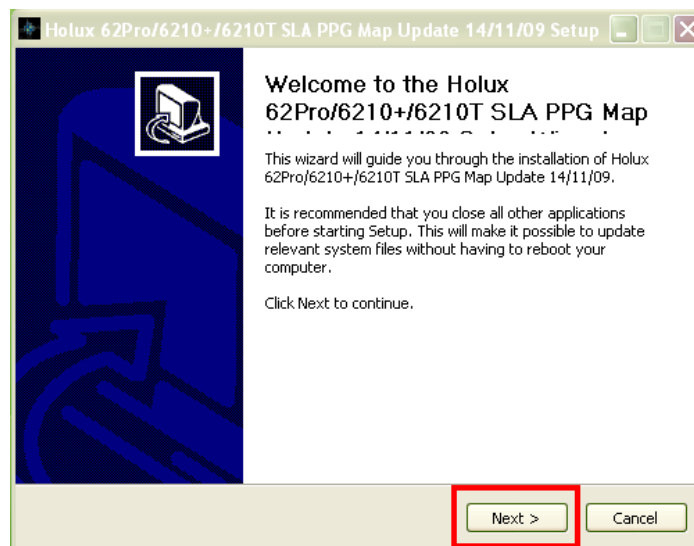 Holux 62Pro/6210+/6210T SLA PPG Map Update 14/11/09 Setup
Welcome to the Holux
62Pro/6210+/6210T SLA PPG Map
This wizard will guide you through the installation of Holux
62Pro/6210+/6210T SLA PPG Map Update 14/11/09.
It is recommended that you close all other applications
before starting Setup. This will make it possible to update
relevant system files without having to reboot your
computer.
Click Next to continue.
Next >
Cancel